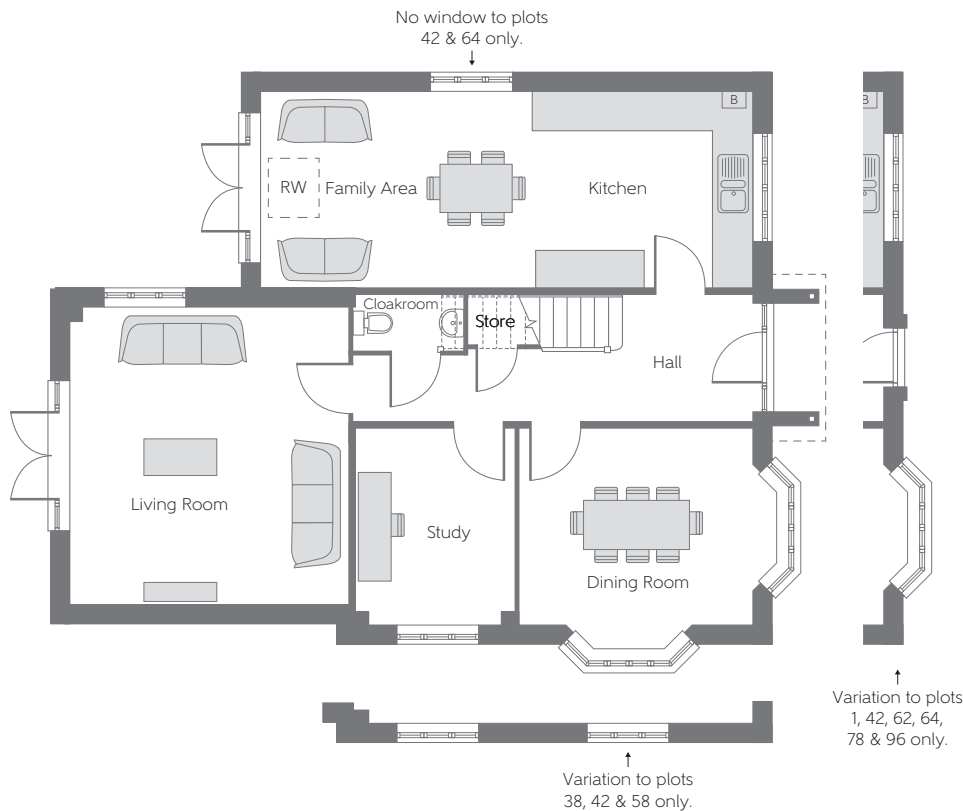 No window to plots
42 & 64 only.
B
B
RW
Family Area
Kitchen
Cloakroom
Store
Hall
Living Room
Study
Dining Room
Variation to plots
1, 42, 62, 64,
78 & 96 only.
Variation to plots
38, 42 & 58 only.